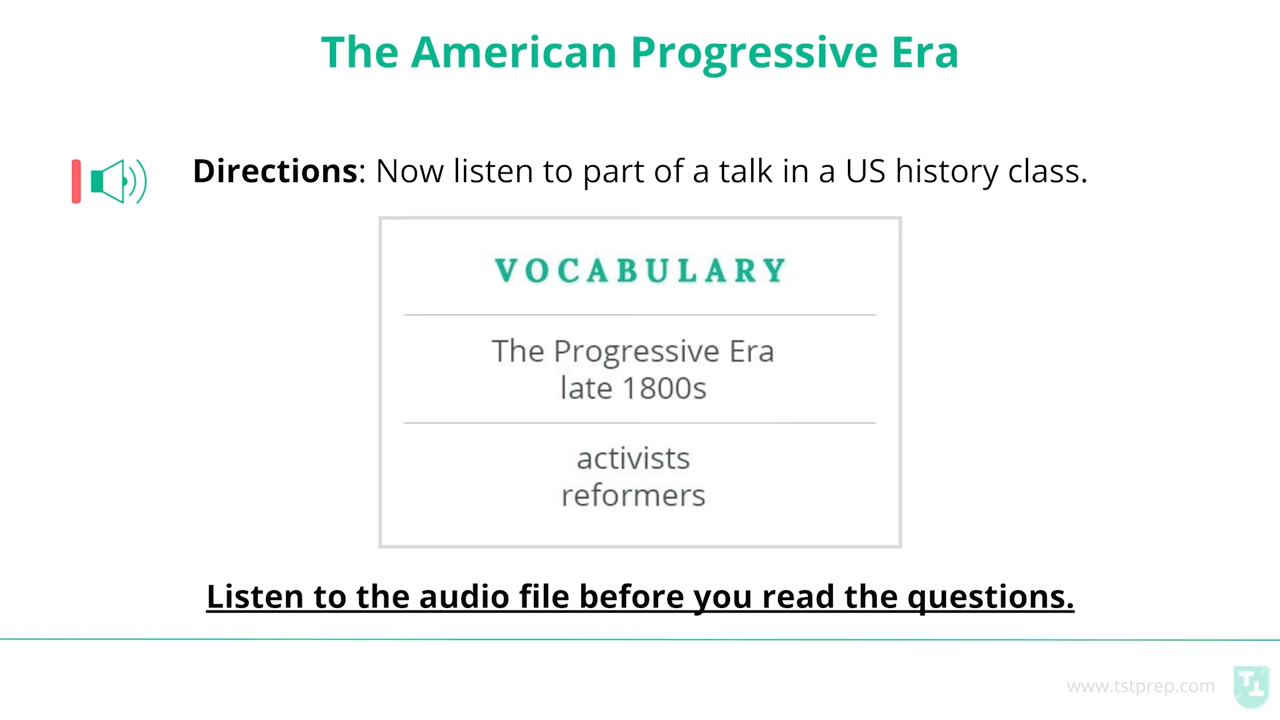 The American Progressive Era
Directions: Now listen to part of a talk in a US history class.
VOCABULARY
The Progressive Era
late 1800s
activists
reformers
Listen to the audio file before you read the questions.
www.tstprep.com